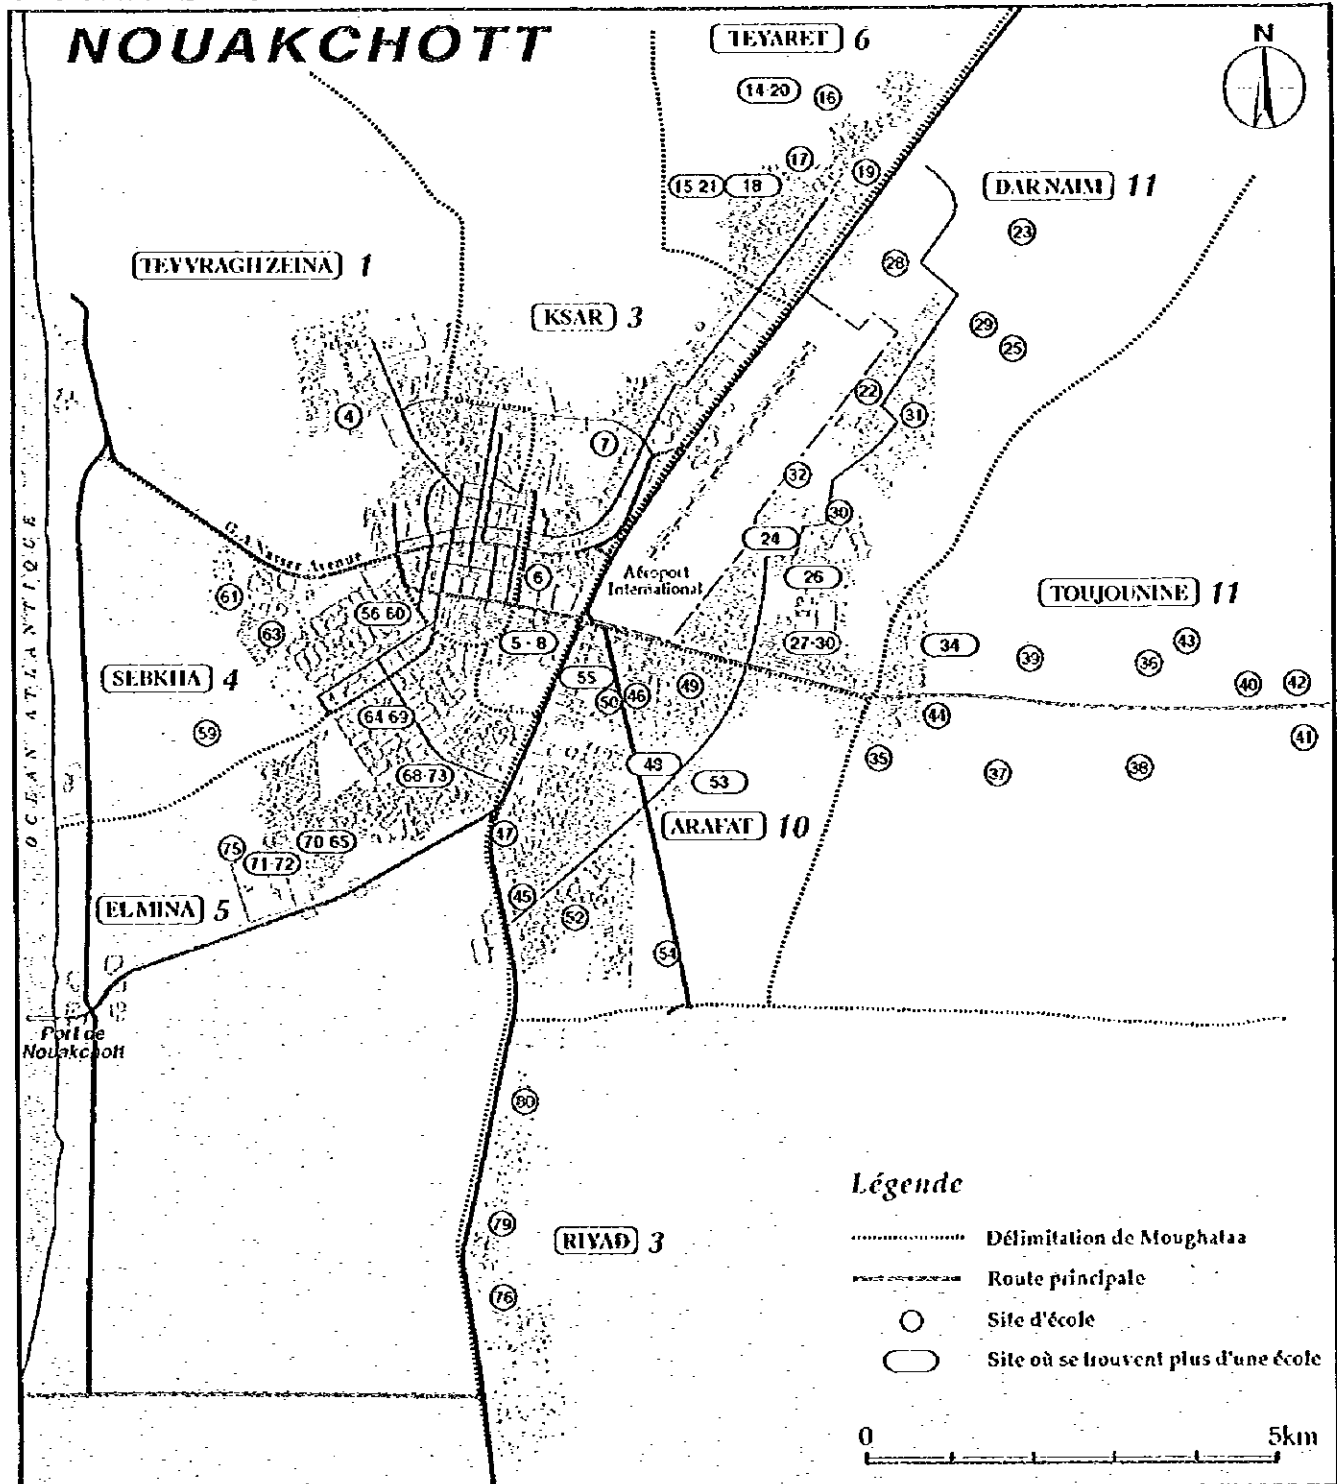 NOUAKCHOTT
TEYARET 6
N
14·20
16
17
19
15 21
18
DAR NAIM 11
23
TEVVRAGH ZEINA 1
28
KSAR 3
29
25
4
22
31
7
32
30
OCEAN ATLANTIQUE
G. A Nasser Avenue
24
6
Aéroport
International
26
61
56 60
TOUJOUNINE 11
63
5 - 8
27-30
34
43
39
36
SEBKHA 4
55
46
49
40
42
50
59
64 69
44
41
48
35
68·73
53
37
38
ARAFAT 10
47
75
70 65
71·72
45
ELMINA 5
52
54
Port de
Nouakchott
80
Légende
79
RIYAD 3
Délimitation de Moughataa
Route principale
76
Site d'école
Site où se trouvent plus d'une école
0 5km